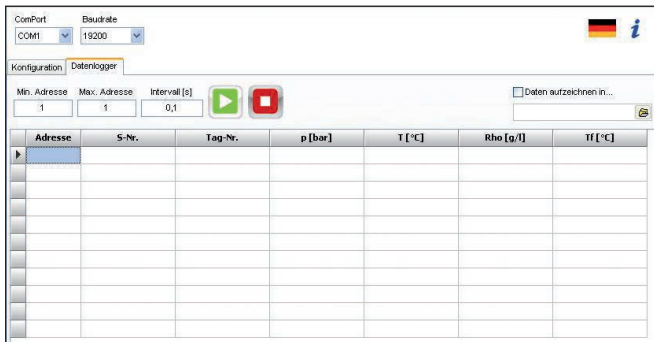 ComPort Baudrate
COM1 19200
i
Konfiguration Datenlogger
Min. Adresse Max. Adresse Intervall [s]
1 1 0,1
Daten aufzeichnen in...
Adresse S-Nr. Tag-Nr. p [bar] T [°C] Rho [g/l] Tf [°C]